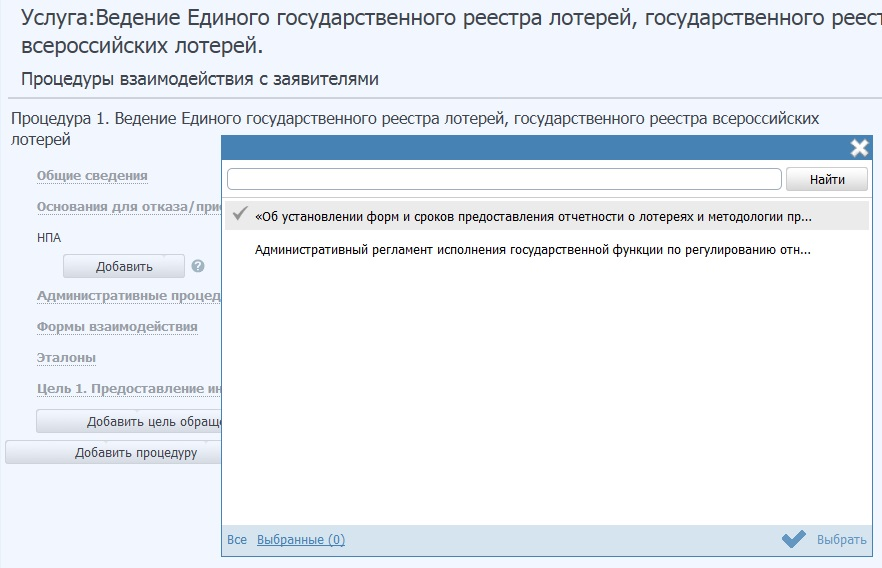 Услуга:Ведение Единого государственного реестра лотерей, государственного реест
всероссийских лотерей.
Процедуры взаимодействия с заявителями
Процедура 1. Ведение Единого государственного реестра лотерей, государственного реестра всероссийских
лотерей
Общие сведения
Найти
Основания для отказа/при
«Об установлении форм и сроков предоставления отчетности о лотереях и методологии пр...
НПА
Административный регламент исполнения государственной функции по регулированию отн...
Добавить ?
Административные процед
Формы взаимодействия
Эталоны
Цель 1. Предоставление ин
Добавить цель обраще
Добавить процедуру
Все Выбранные (0) Выбрать